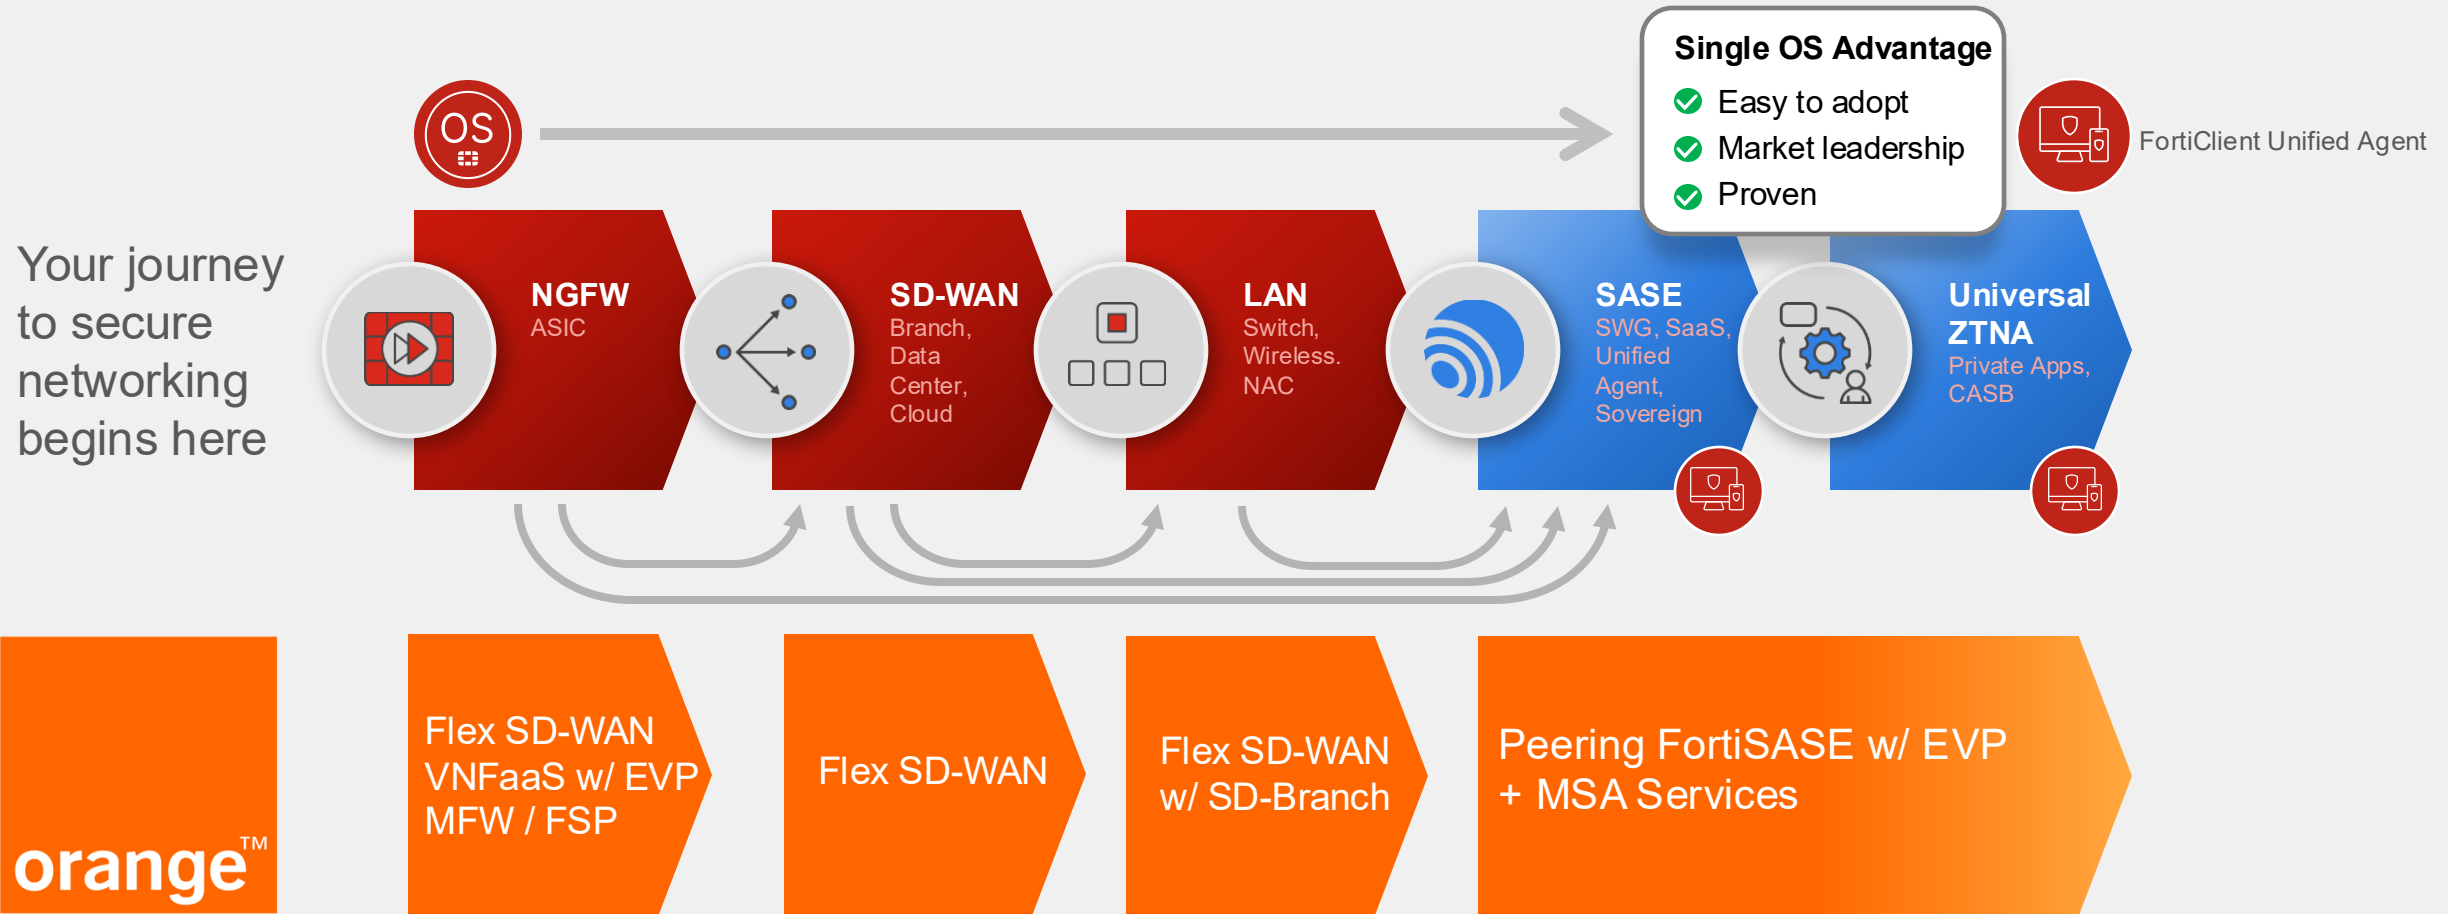 Single OS Advantage
Easy to adopt
Market leadership
Proven
OS
FortiClient Unified Agent
Your journey
to secure
networking
begins here
NGFW
ASIC
SD-WAN
Branch,
Data
Center,
Cloud
LAN
Switch,
Wireless.
NAC
SASE
SWG, SaaS,
Unified
Agent,
Sovereign
Universal
ZTNA
Private Apps,
CASB
orange™
Flex SD-WAN
VNFaaS w/ EVP
MFW / FSP
Flex SD-WAN
Flex SD-WAN
w/ SD-Branch
Peering FortiSASE w/ EVP
+ MSA Services